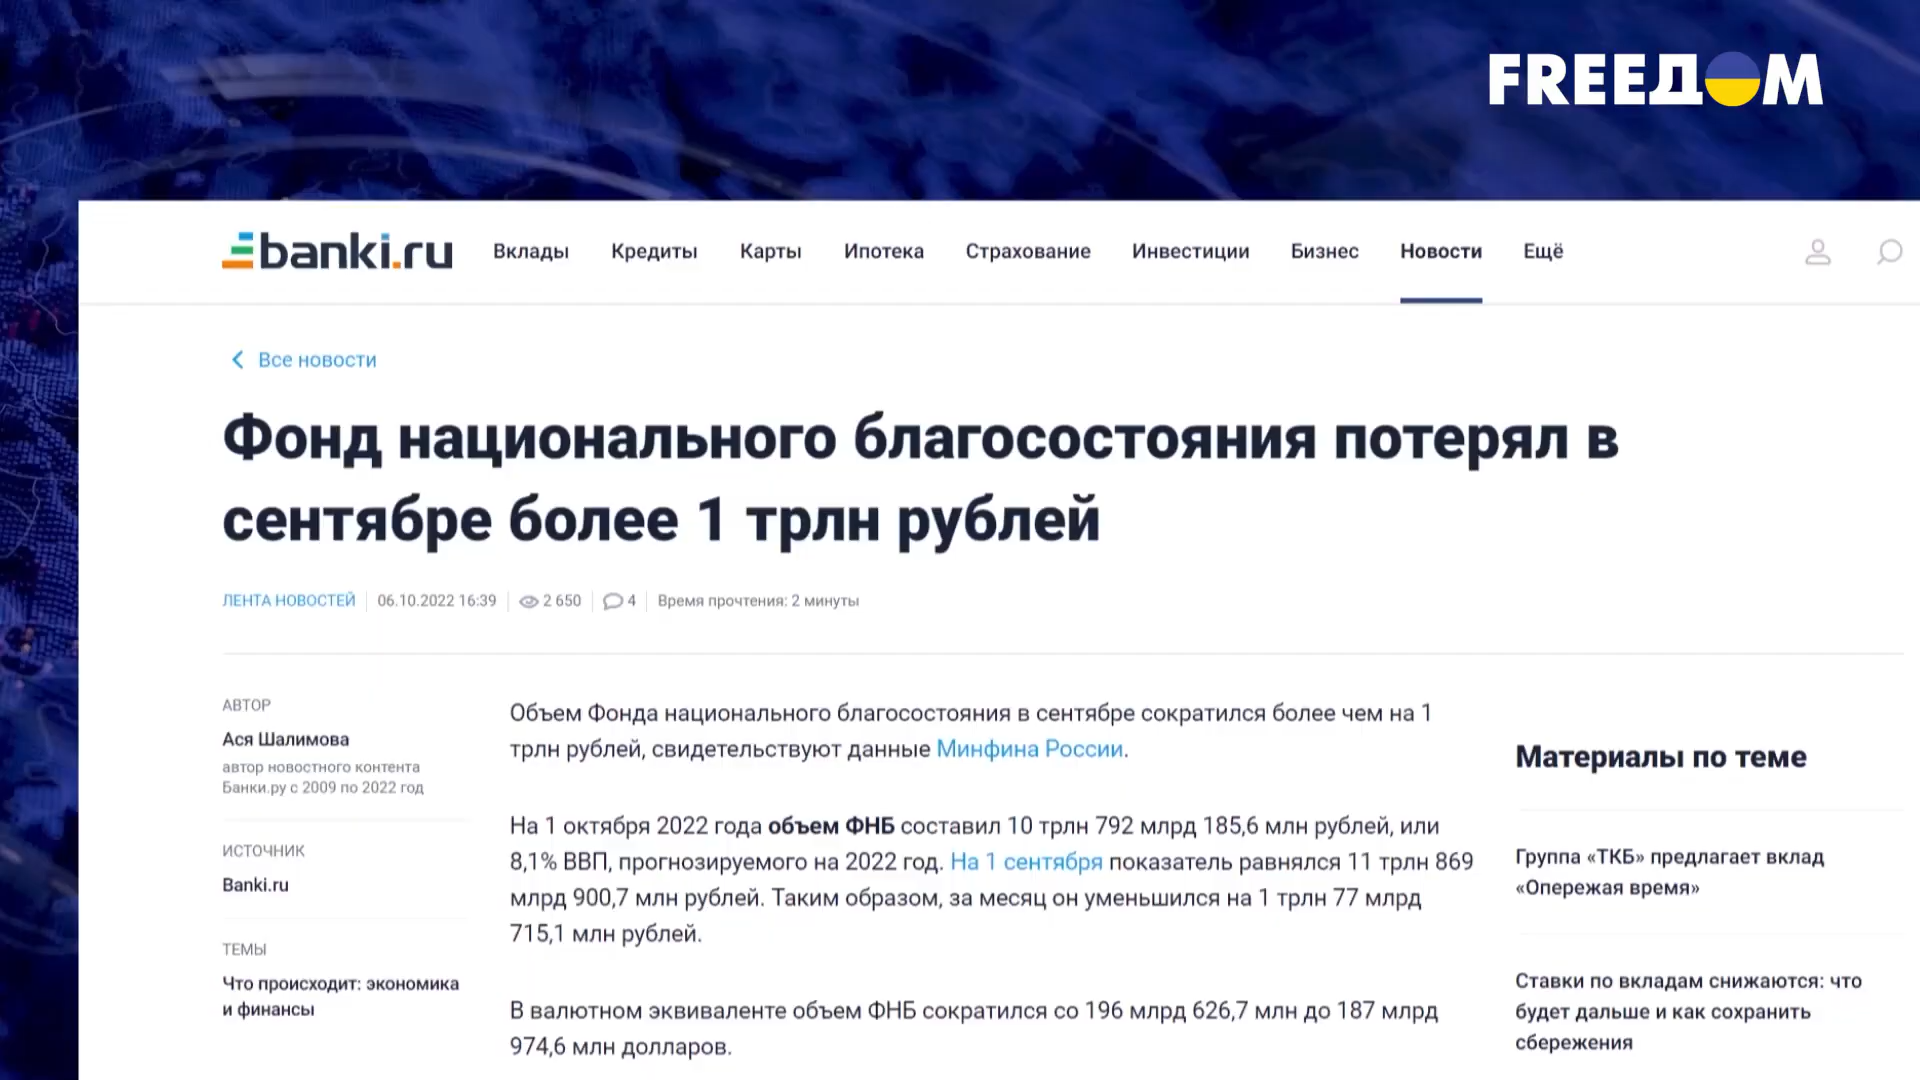 FREEДOM
banki.ru Вклады Кредиты Карты Ипотека Страхование Инвестиции Бизнес Новости Ещё
Все новости
Фонд национального благосостояния потерял в
сентябре более 1 трлн рублей
ЛЕНТА НОВОСТЕЙ 06.10.2022 16:39 2 650 4 Время прочтения: 2 минуты
АВТОР
Ася Шалимова
автор новостного контента
Банки.ру с 2009 по 2022 год
ИСТОЧНИК
Banki.ru
ТЕМЫ
Что происходит: экономика
и финансы
Объем Фонда национального благосостояния в сентябре сократился более чем на 1
трлн рублей, свидетельствуют данные Минфина России.
На 1 октября 2022 года объем ФНБ составил 10 трлн 792 млрд 185,6 млн рублей, или
8,1% ВВП, прогнозируемого на 2022 год. На 1 сентября показатель равнялся 11 трлн 869
млрд 900,7 млн рублей. Таким образом, за месяц он уменьшился на 1 трлн 77 млрд
715,1 млн рублей.
В валютном эквиваленте объем ФНБ сократился со 196 млрд 626,7 млн до 187 млрд
974,6 млн долларов.
Материалы по теме
Группа «ТКБ» предлагает вклад
«Опережая время»
Ставки по вкладам снижаются: что
будет дальше и как сохранить
сбережения